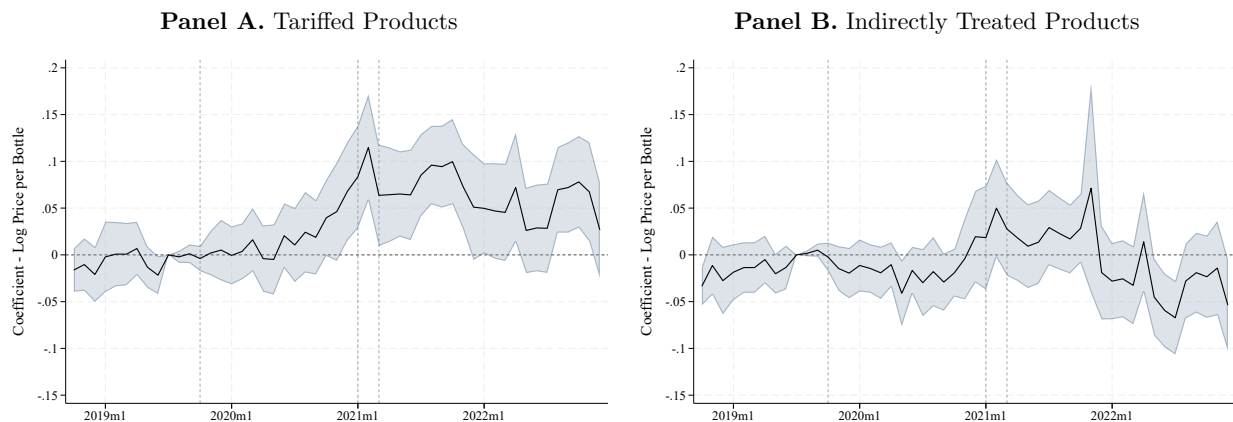 Panel A. Tariffed Products
Coefficient - Log Price per Bottle
.2
.15
.1
.05
0
-.05
-.1
-.15
2019m1 2020m1 2021m1 2022m1
Panel B. Indirectly Treated Products
Coefficient - Log Price per Bottle
.2
.15
.1
.05
0
-.05
-.1
-.15
2019m1 2020m1 2021m1 2022m1